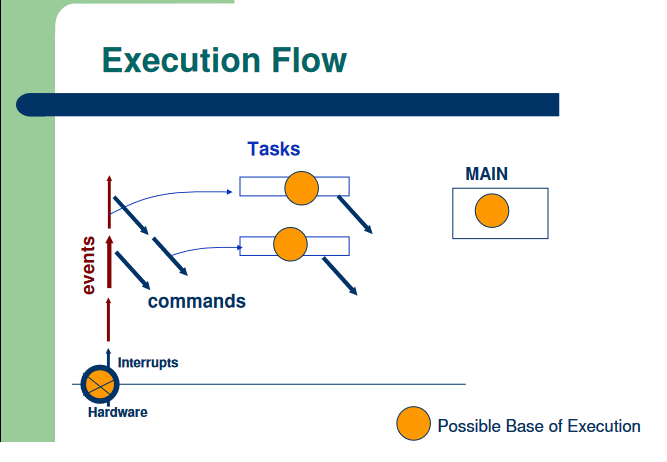 Execution Flow
Tasks
MAIN
events
commands
Interrupts
Hardware
Possible Base of Execution